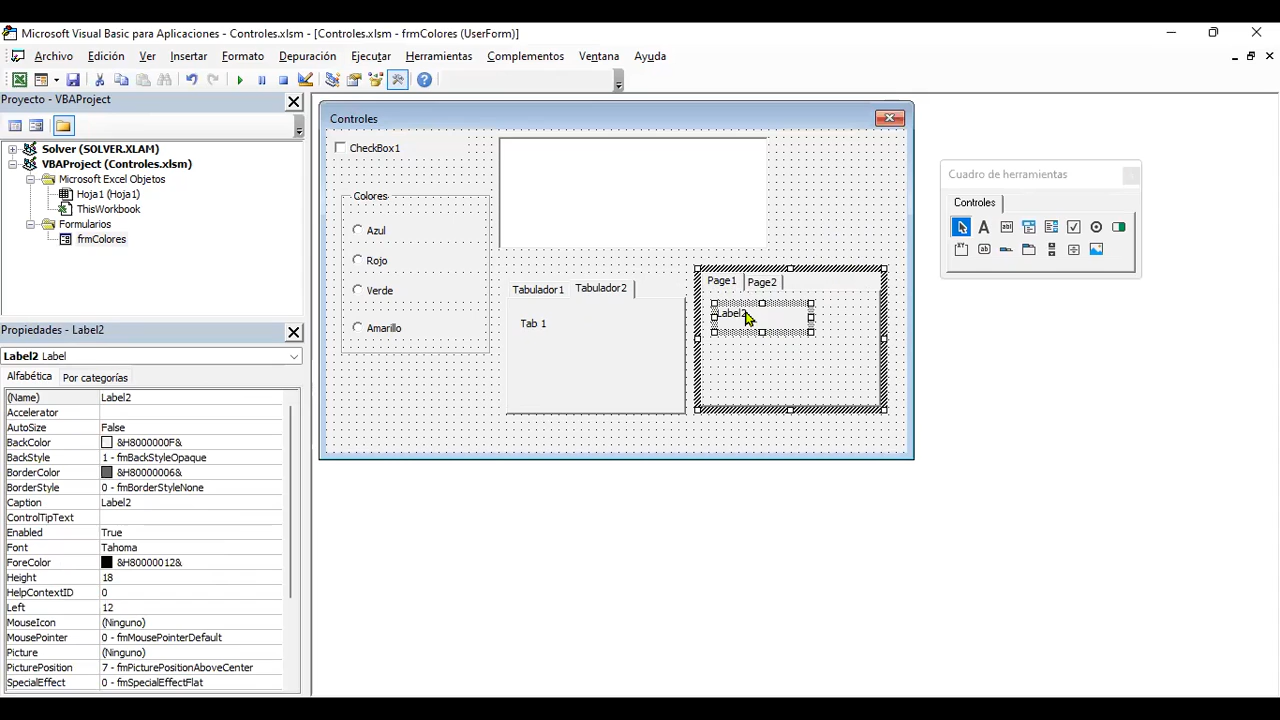 Microsoft Visual Basic para Aplicaciones - Controles.xlsm - [Controles.xlsm - frmColores (UserForm)]
Archivo Edición Ver Insertar Formato Depuración Ejecutar Herramientas Complementos Ventana Ayuda
Proyecto - VBAProject
Solver (SOLVER.XLAM)
VBAProject (Controles.xlsm)
Microsoft Excel Objetos
Hoja1 (Hoja1)
ThisWorkbook
Formularios
frmColores
Propiedades - Label2
Label2 Label
Alfabética Por categorías
(Name) Label2
Accelerator
AutoSize False
BackColor &H8000000F&
BackStyle 1 - fmBackStyleOpaque
BorderColor &H80000006&
BorderStyle 0 - fmBorderStyleNone
Caption Label2
ControlTipText
Enabled True
Font Tahoma
ForeColor &H80000012&
Height 18
HelpContextID 0
Left 12
MouseIcon (Ninguno)
MousePointer 0 - fmMousePointerDefault
Picture (Ninguno)
PicturePosition 7 - fmPicturePositionAboveCenter
SpecialEffect 0 - fmSpecialEffectFlat
Controles
CheckBox1
Colores
Azul
Rojo
Verde
Amarillo
Tabulador1 Tabulador2
Tab 1
Page1 Page2
Label2
Cuadro de herramientas
Controles